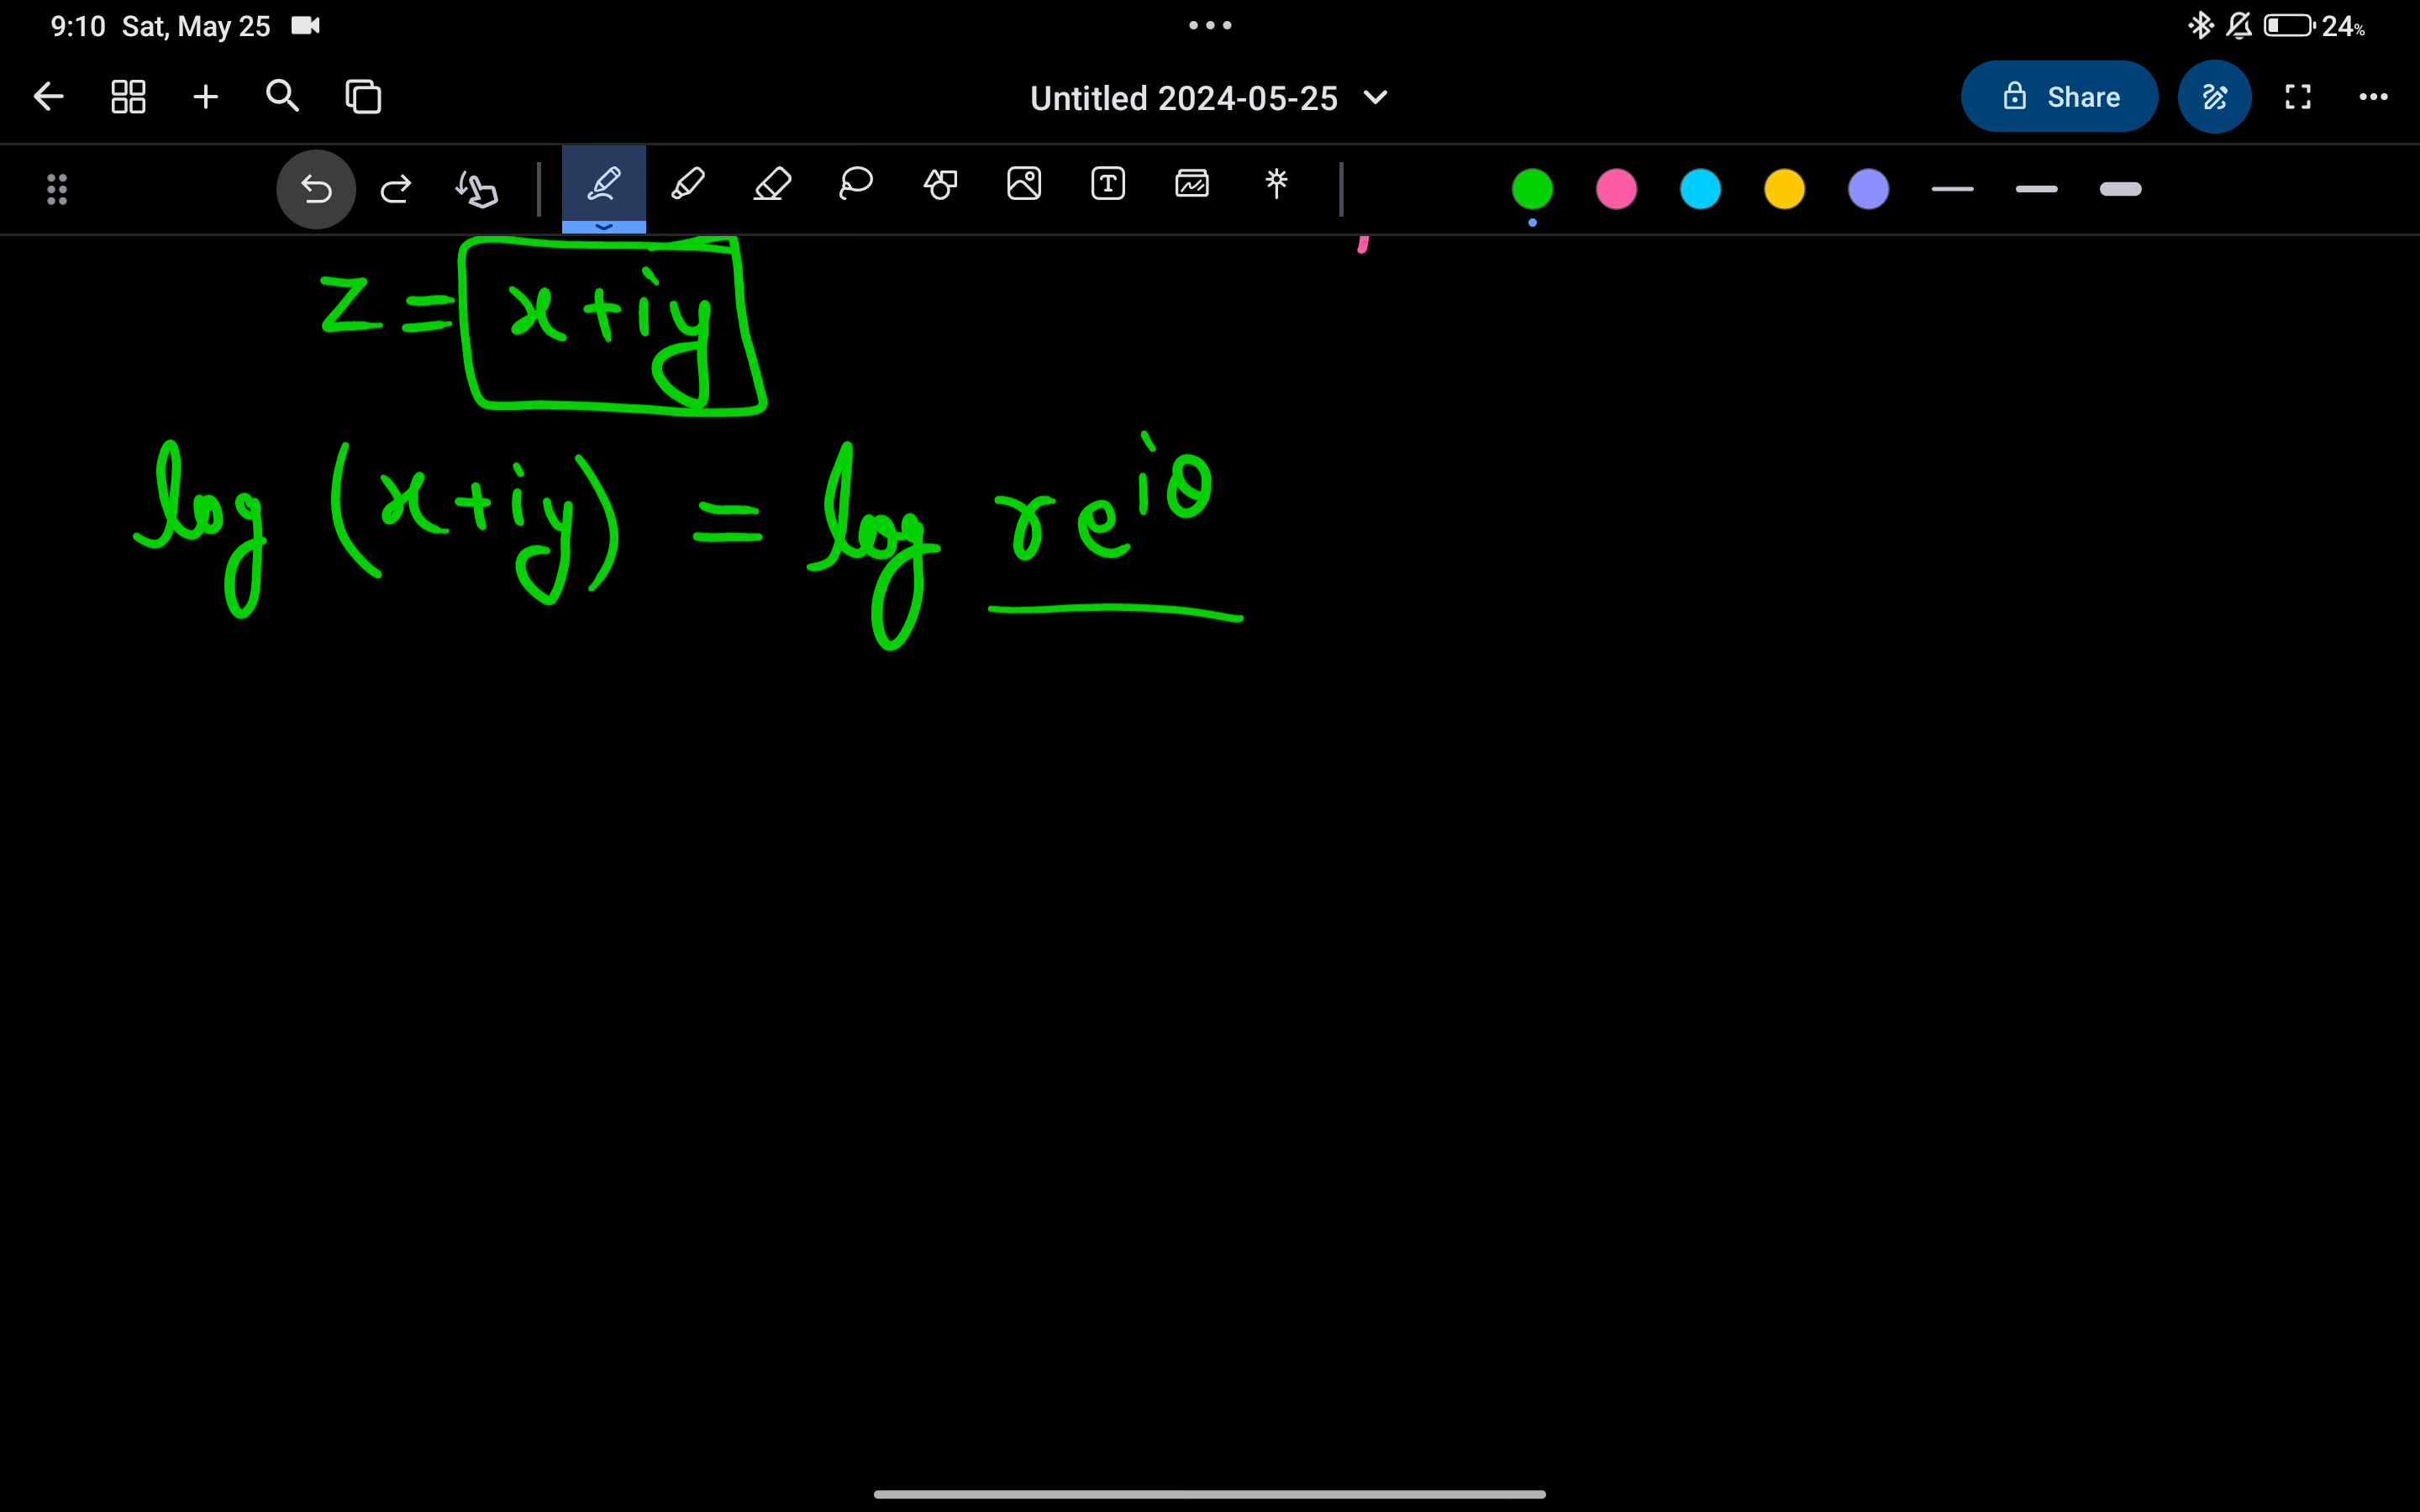 9:10 Sat, May 25 24%
Untitled 2024-05-25 Share
z = x+iy
log (x+iy) = log re^{iθ}